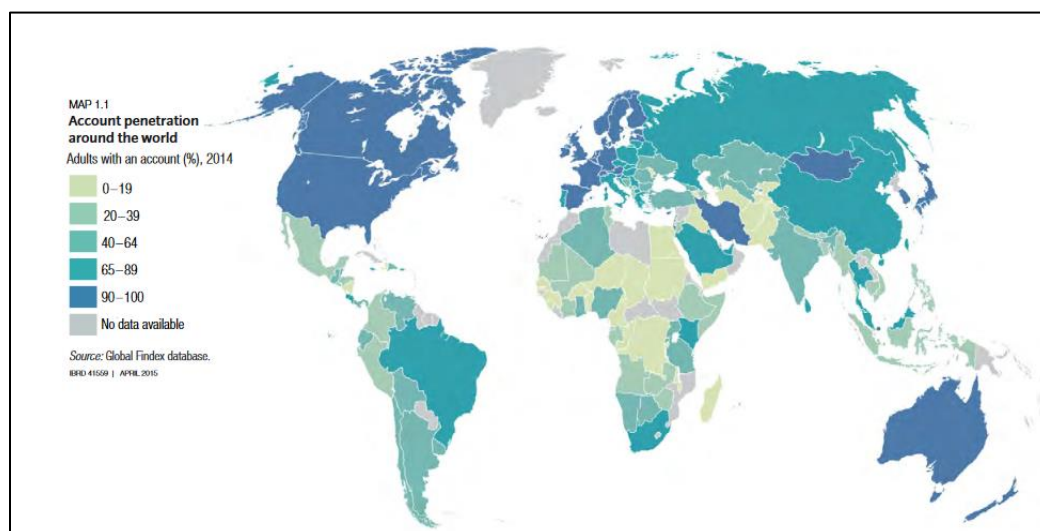 MAP 1.1
Account penetration
around the world
Adults with an account (%), 2014
0–19
20–39
40–64
65–89
90–100
No data available
Source: Global Findex database.
IBRD 41559 | APRIL 2015